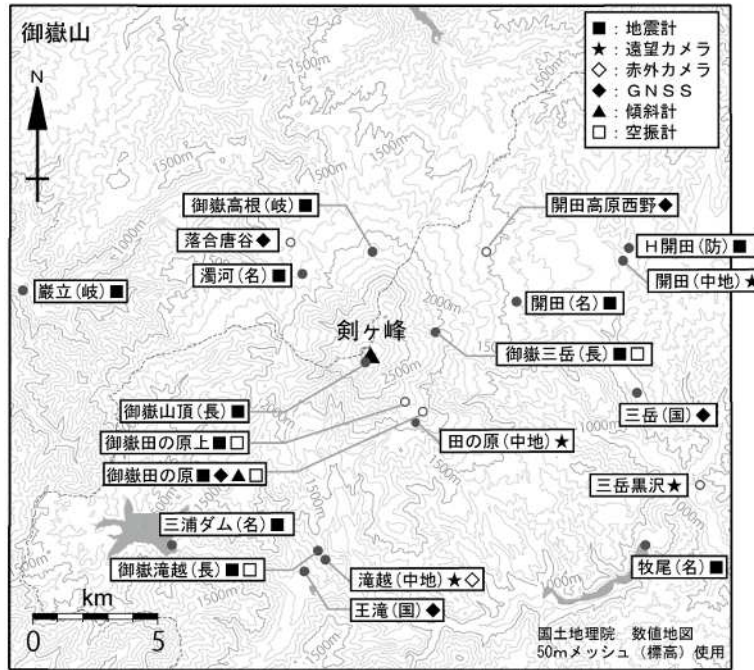 御嶽山
■：地震計
★：遠望カメラ
◇：赤外カメラ
◆：ＧＮＳＳ
▲：傾斜計
□：空振計
N
500m
1500m
1500m
御嶽高根(岐)■
開田高原西野◆
落合唐谷◆
Ｈ開田(防)■
濁河(名)■
開田(中地)★
1000m
巌立(岐)■
2000m
開田(名)■
剣ヶ峰
御嶽三岳(長)■□
2500m
御嶽山頂(長)■
三岳(国)◆
1000m
御嶽田の原上■□
田の原(中地)★
御嶽田の原■◆▲□
三岳黒沢★
三浦ダム(名)■
御嶽滝越(長)■□
滝越(中地)★◇
牧尾(名)■
王滝(国)◆
1500m
km
0 5
国土地理院 数値地図
50mメッシュ（標高）使用